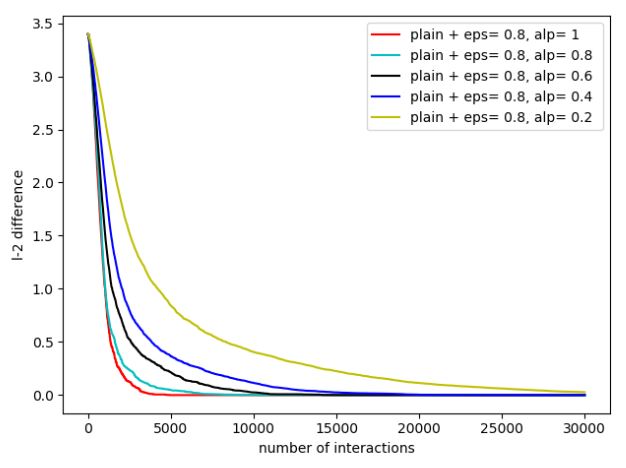 3.5
3.0
2.5
2.0
1.5
1.0
0.5
0.0
l-2 difference
plain + eps= 0.8, alp= 1
plain + eps= 0.8, alp= 0.8
plain + eps= 0.8, alp= 0.6
plain + eps= 0.8, alp= 0.4
plain + eps= 0.8, alp= 0.2
0 5000 10000 15000 20000 25000 30000
number of interactions